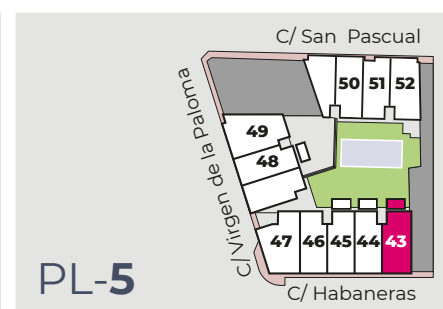 C/ San Pascual
50 51 52
C/ Virgen de la Paloma
49
48
47 46 45 44 43
PL-5
C/ Habaneras